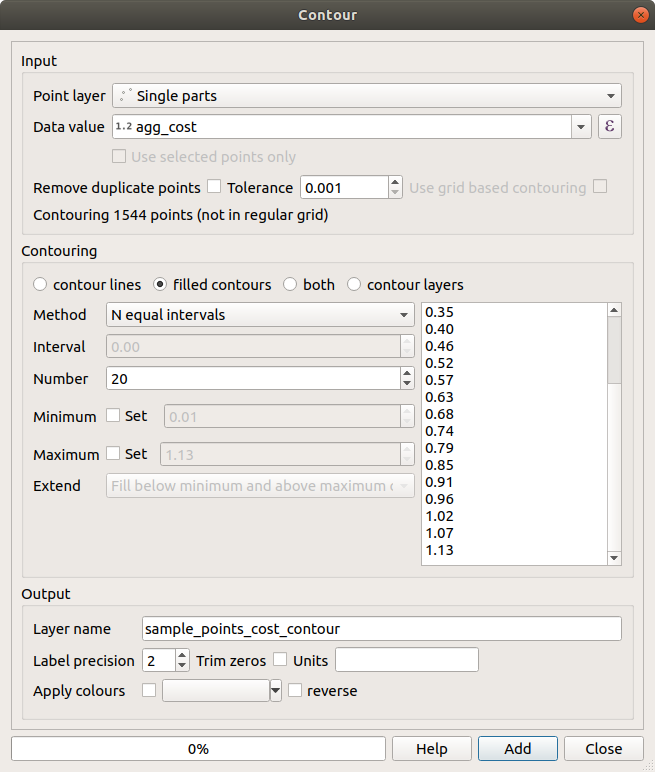 Contour
Input
Point layer Single parts
Data value 1.2 agg_cost ε
Use selected points only
Remove duplicate points Tolerance 0.001 Use grid based contouring
Contouring 1544 points (not in regular grid)
Contouring
contour lines filled contours both contour layers
Method N equal intervals
Interval 0.00
Number 20
Minimum Set 0.01
Maximum Set 1.13
Extend Fill below minimum and above maximum
0.35
0.40
0.46
0.52
0.57
0.63
0.68
0.74
0.79
0.85
0.91
0.96
1.02
1.07
1.13
Output
Layer name sample_points_cost_contour
Label precision 2 Trim zeros Units
Apply colours reverse
0% Help Add Close